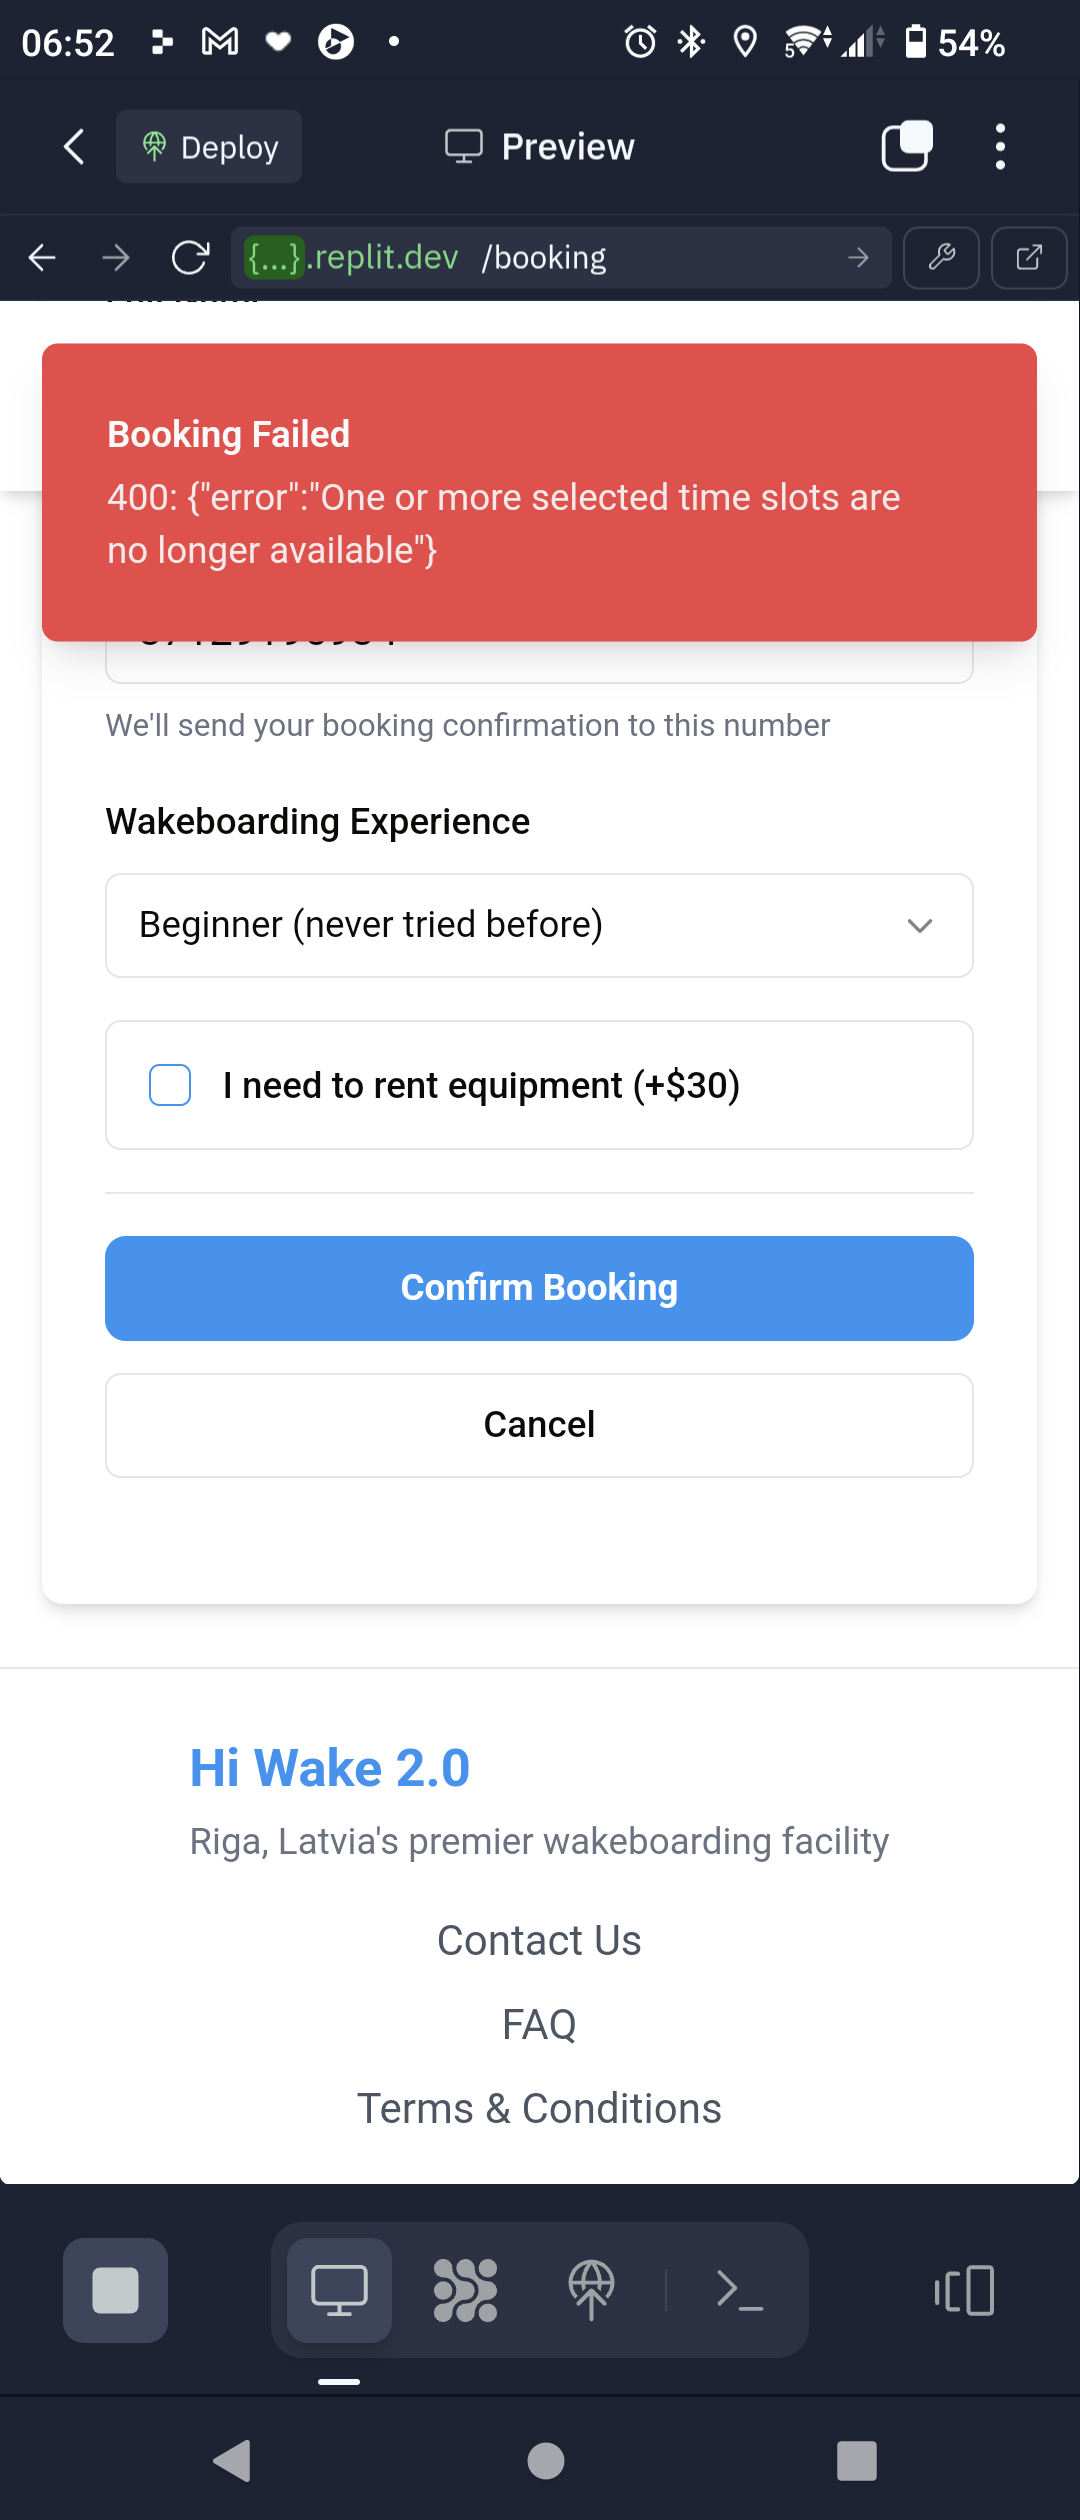 06:52
54%
Deploy
Preview
{...}.replit.dev /booking
Booking Failed
400: {"error":"One or more selected time slots are
no longer available"}
We'll send your booking confirmation to this number
Wakeboarding Experience
Beginner (never tried before)
I need to rent equipment (+$30)
Confirm Booking
Cancel
Hi Wake 2.0
Riga, Latvia's premier wakeboarding facility
Contact Us
FAQ
Terms & Conditions